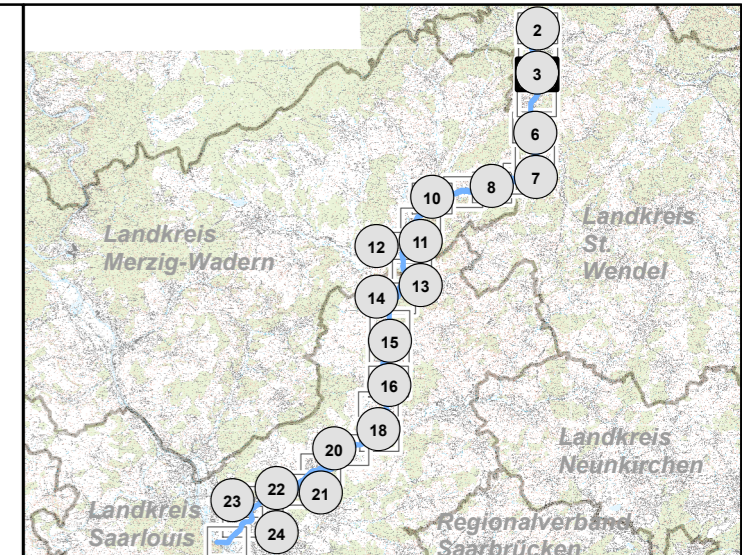 2
3
6
7
8
10
Landkreis
St.
Wendel
Landkreis
Merzig-Wadern
11
12
13
14
15
16
18
Landkreis
Neunkirchen
20
21
22
23
24
Landkreis
Saarlouis
Regionalverband
Saarbrücken